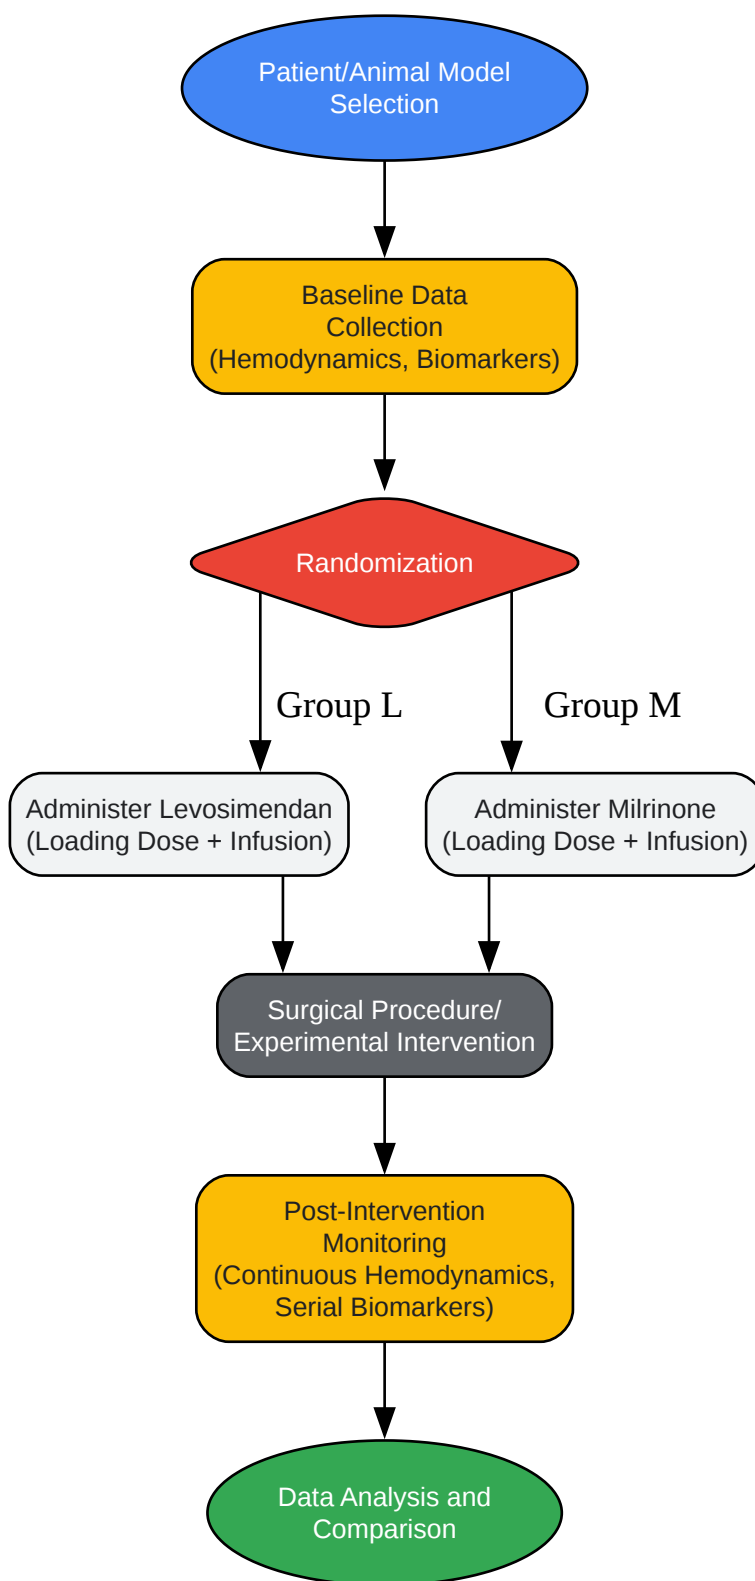 Patient/Animal Model
Selection
Baseline Data
Collection
(Hemodynamics, Biomarkers)
Randomization
Group L
Group M
Administer Levosimendan
(Loading Dose + Infusion)
Administer Milrinone
(Loading Dose + Infusion)
Surgical Procedure/
Experimental Intervention
Post-Intervention
Monitoring
(Continuous Hemodynamics,
Serial Biomarkers)
Data Analysis and
Comparison